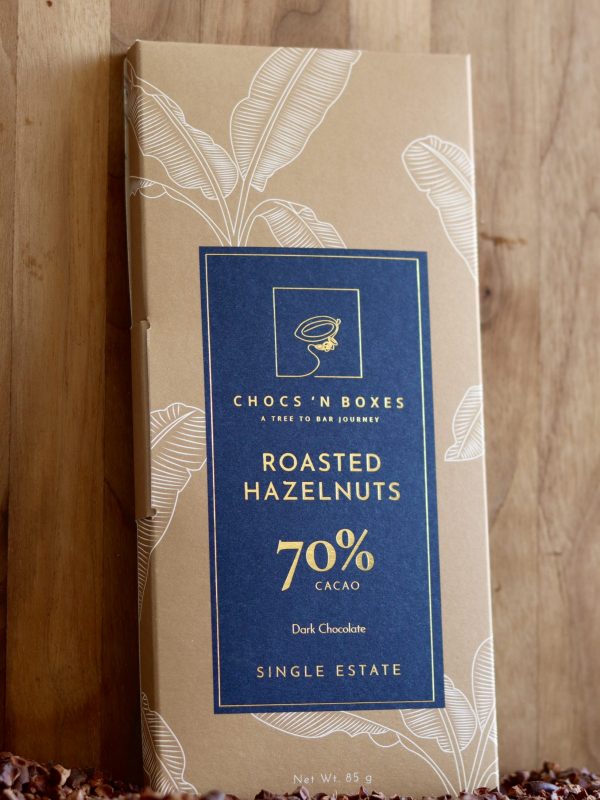 CHOCS 'N BOXES
A TREE TO BAR JOURNEY
ROASTED
HAZELNUTS
70%
CACAO
Dark Chocolate
SINGLE ESTATE
Net Wt. 85 g